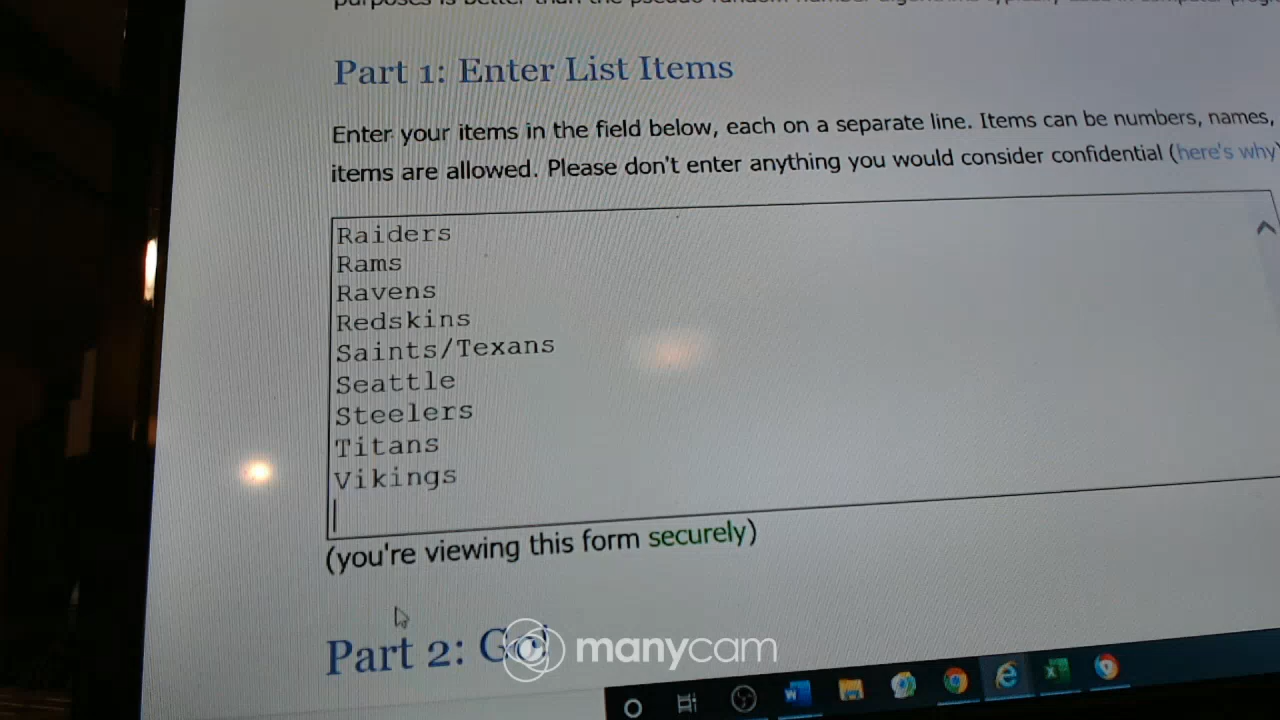 Part 1: Enter List Items
Enter your items in the field below, each on a separate line. Items can be numbers, names,
items are allowed. Please don't enter anything you would consider confidential (here's why)
Raiders
Rams
Ravens
Redskins
Saints/Texans
Seattle
Steelers
Titans
Vikings
(you're viewing this form securely)
Part 2: Go!
manycam